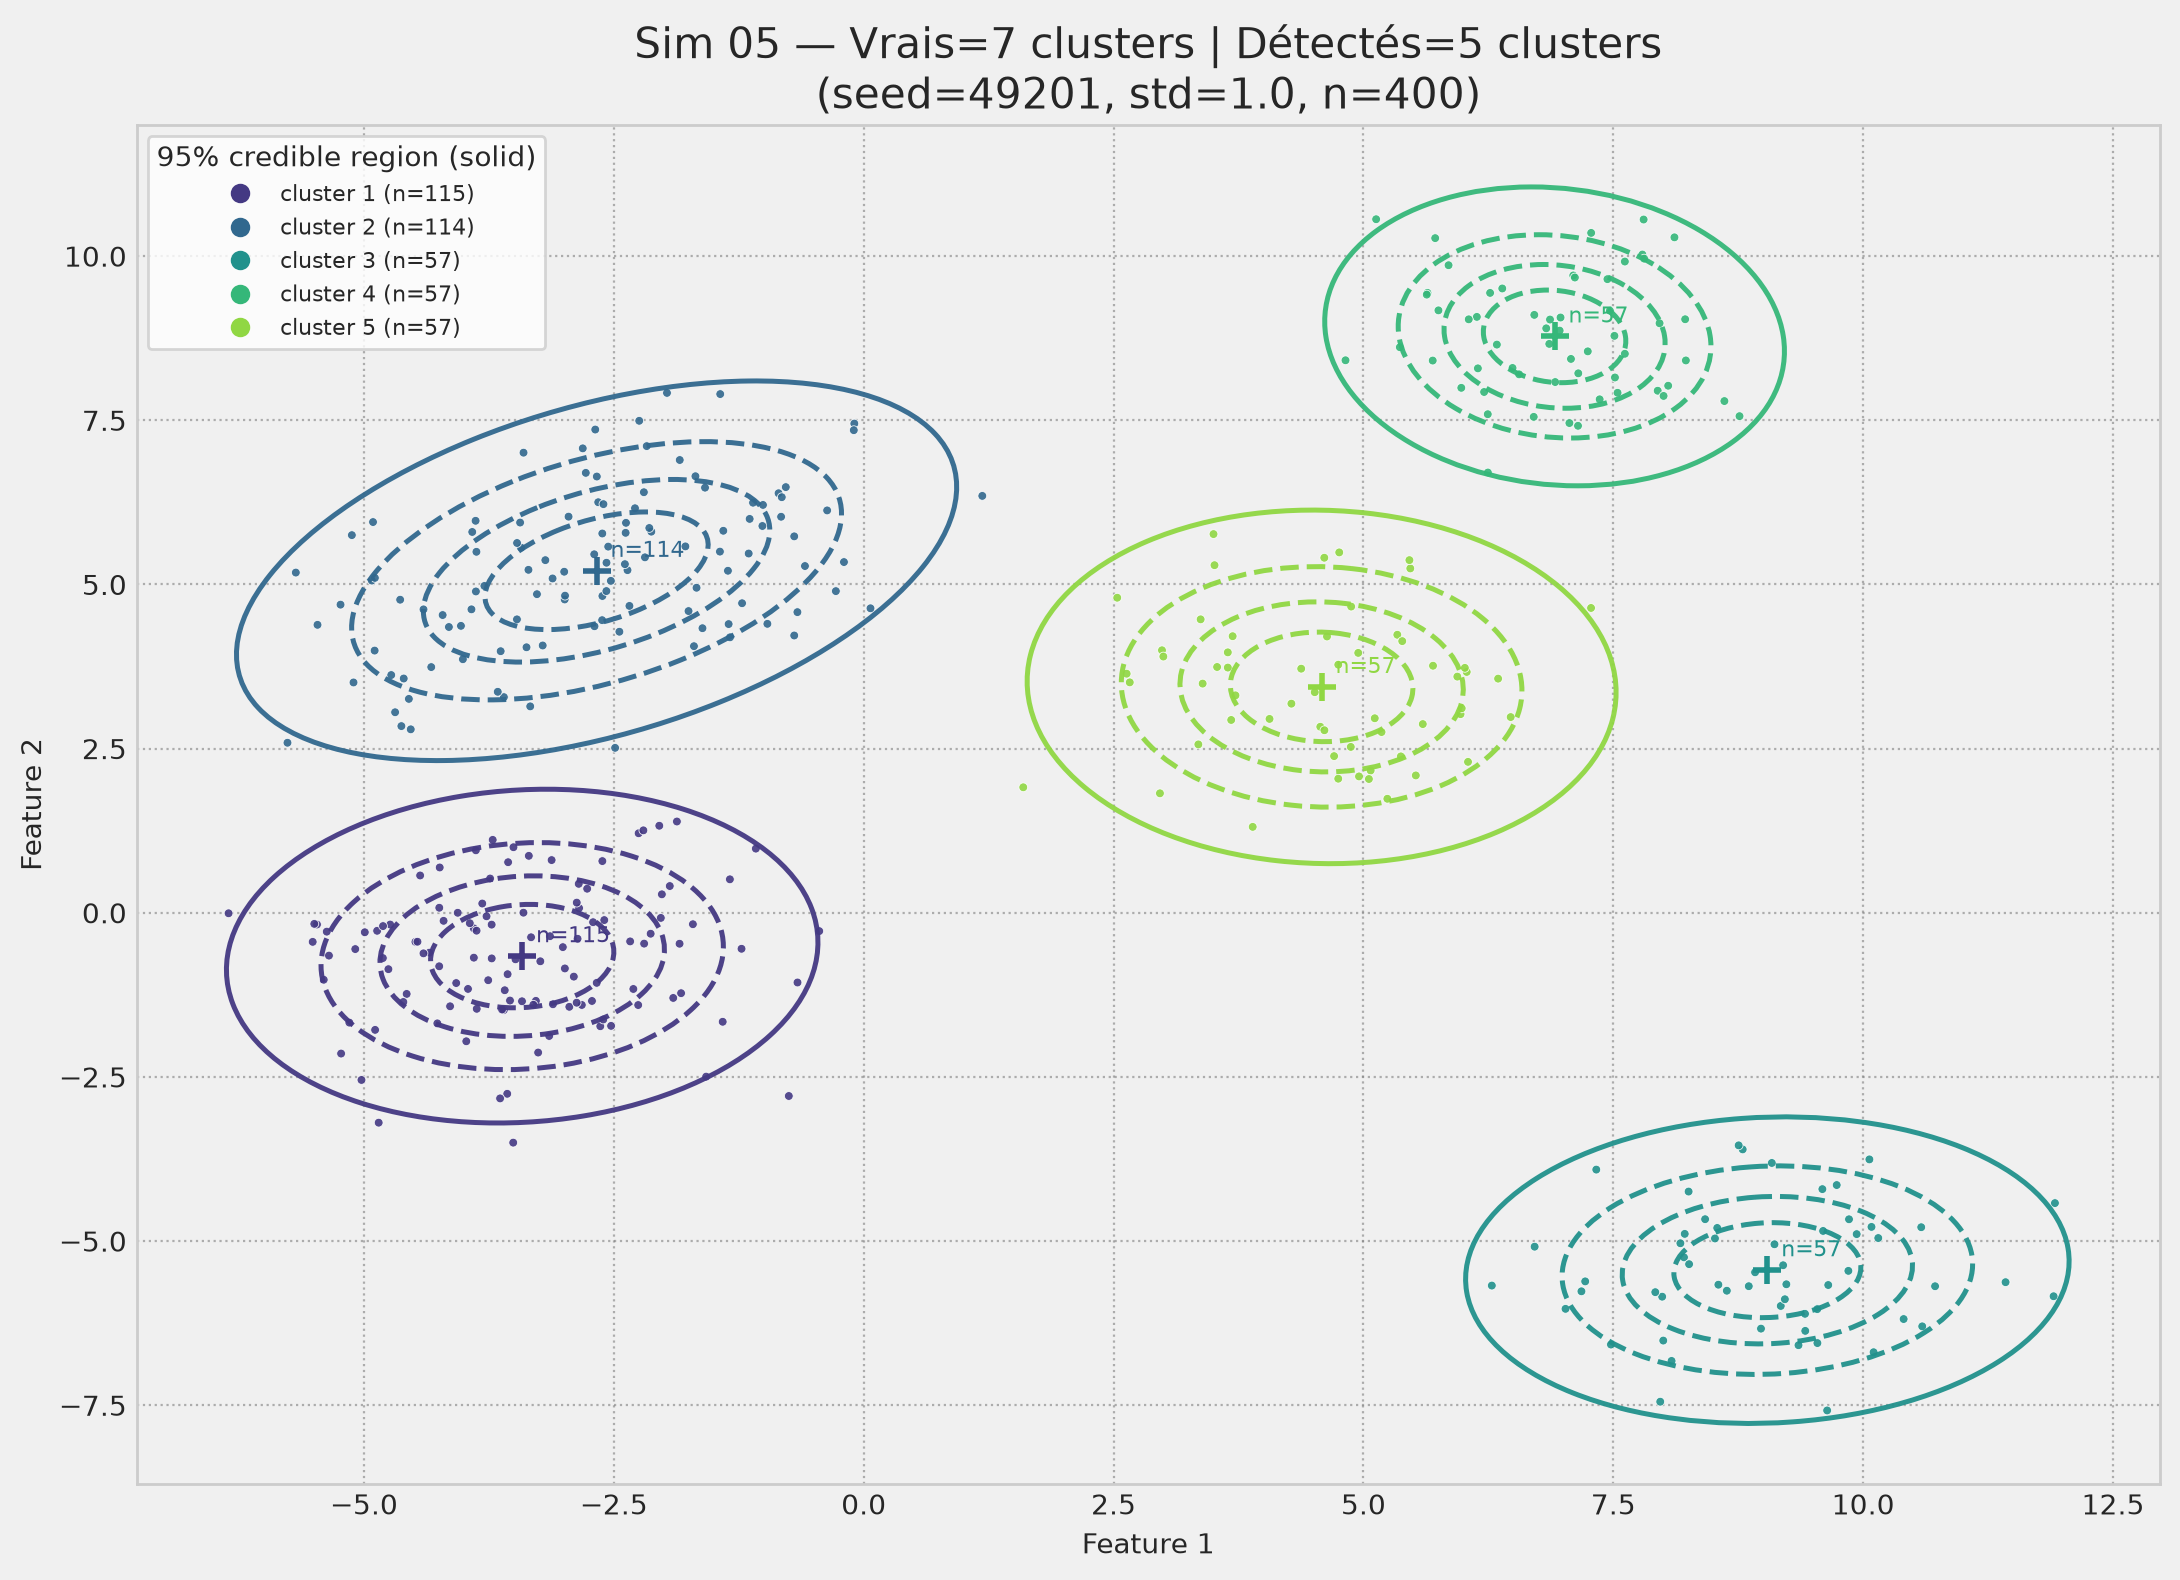 Sim 05 — Vrais=7 clusters | Détectés=5 clusters
(seed=49201, std=1.0, n=400)
95% credible region (solid)
cluster 1 (n=115)
cluster 2 (n=114)
cluster 3 (n=57)
cluster 4 (n=57)
cluster 5 (n=57)
10.0
7.5
5.0
2.5
0.0
−2.5
−5.0
−7.5
Feature 2
n=57
n=114
n=57
n=115
n=57
−5.0
−2.5
0.0
2.5
5.0
7.5
10.0
12.5
Feature 1